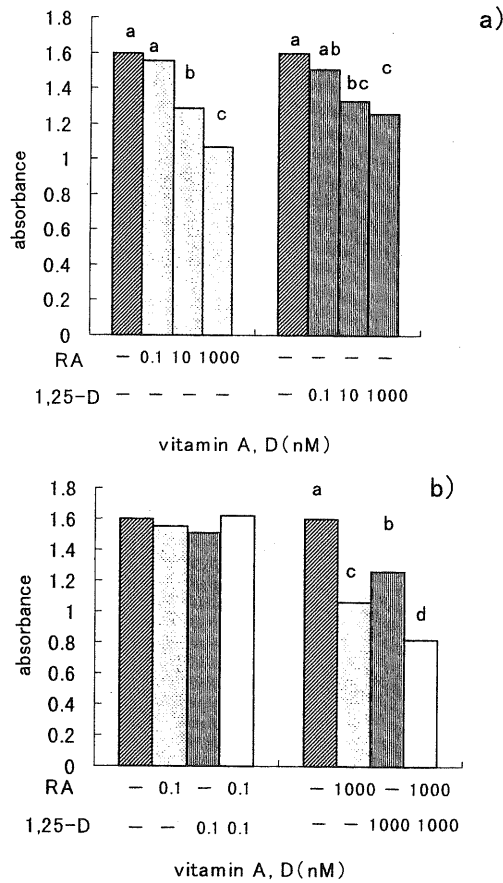 a)
1.8
1.6
1.4
1.2
1
0.8
0.6
0.4
0.2
0
absorbance
a a b c
a ab bc c
RA – 0.1 10 1000 – – – –
1,25-D – – – – – 0.1 10 1000
vitamin A, D(nM)
b)
1.8
1.6
1.4
1.2
1
0.8
0.6
0.4
0.2
0
absorbance
a c b d
RA – 0.1 – 0.1 – 1000 – 1000
1,25-D – – 0.1 0.1 – – 1000 1000
vitamin A, D(nM)